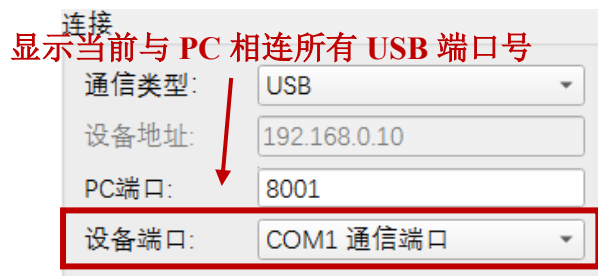 连接
显示当前与 PC 相连所有 USB 端口号
通信类型: USB
设备地址: 192.168.0.10
PC端口: 8001
设备端口: COM1 通信端口